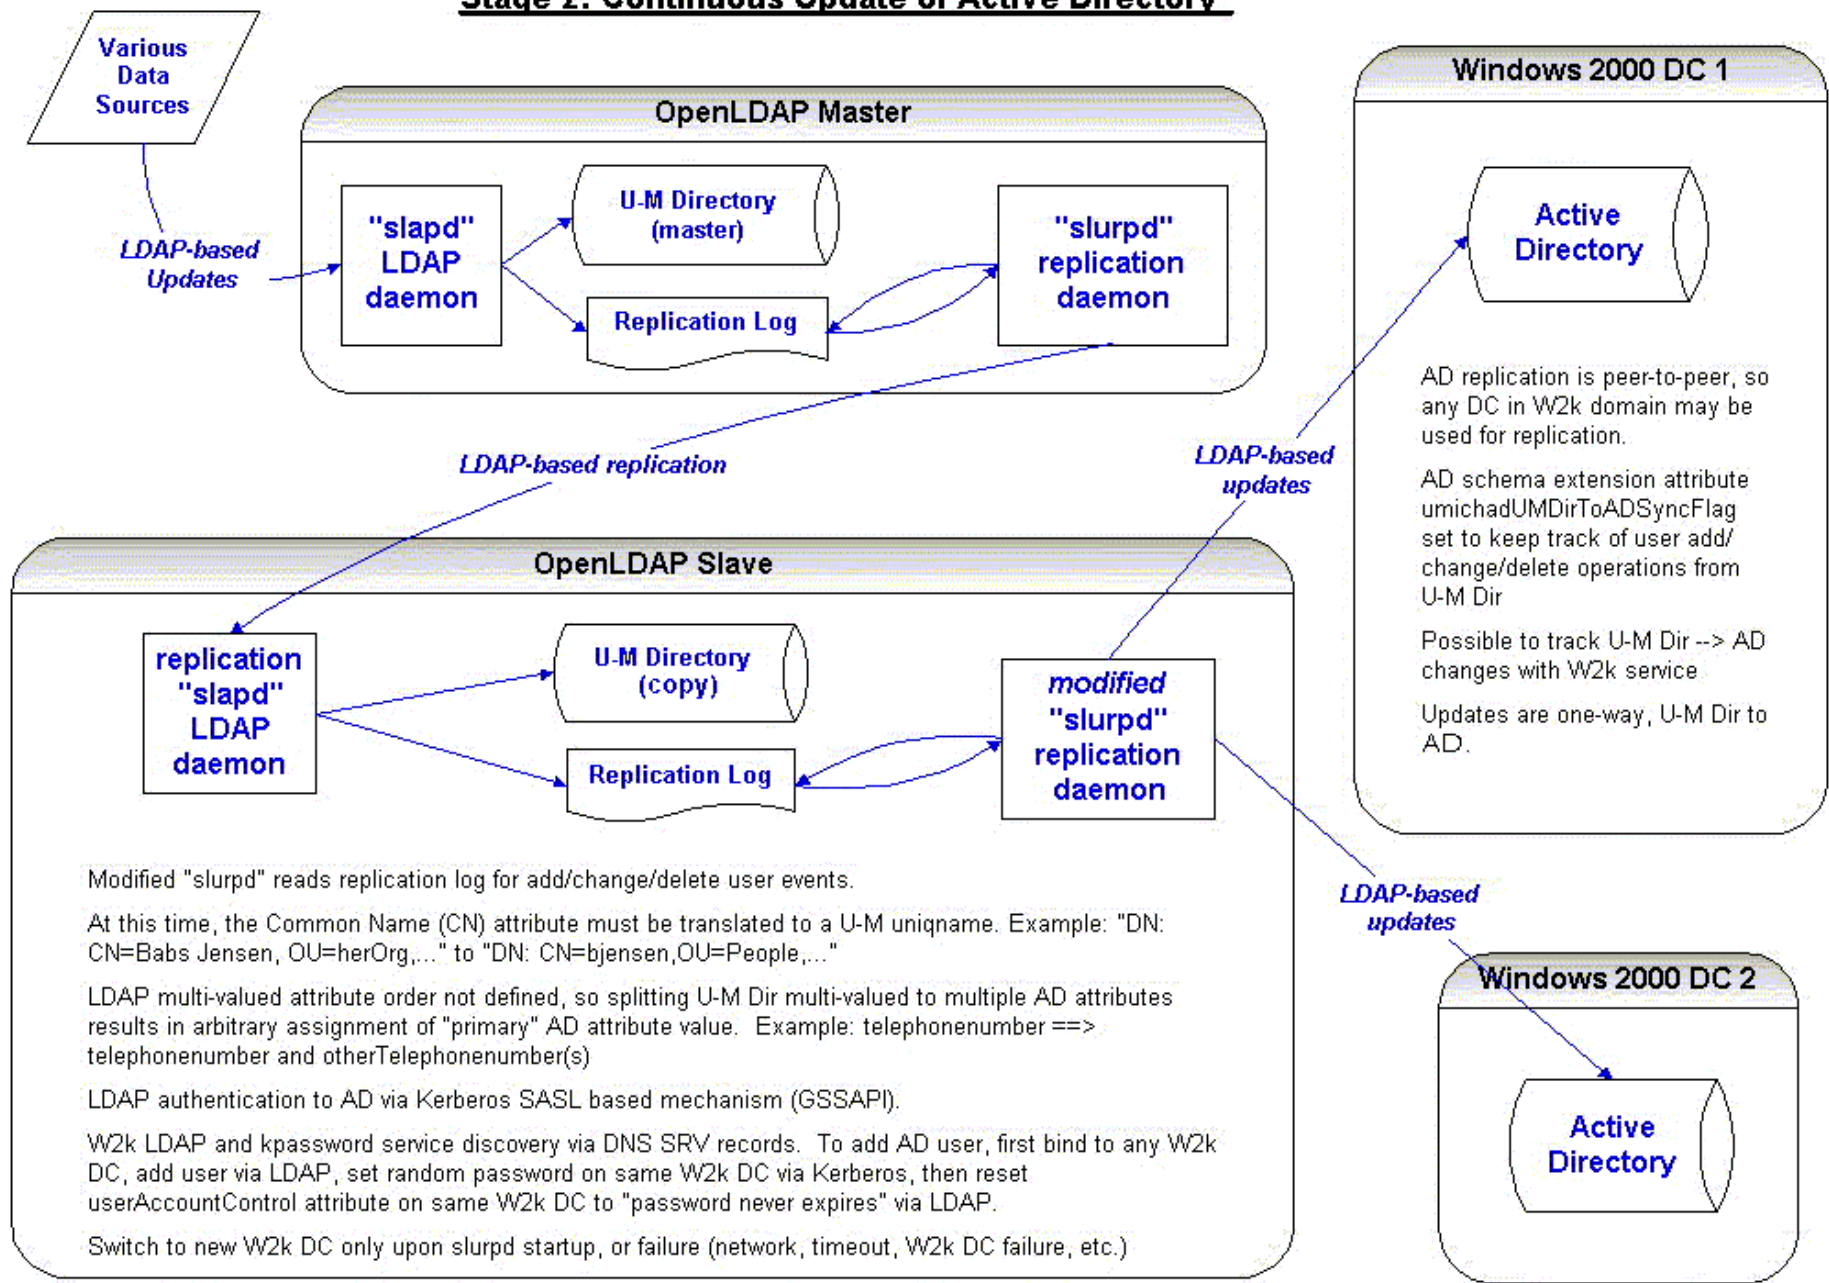 Stage 2: Continuous Update of Active Directory
Various
Data
Sources
LDAP-based
Updates
OpenLDAP Master
"slapd"
LDAP
daemon
U-M Directory
(master)
Replication Log
"slurpd"
replication
daemon
LDAP-based replication
LDAP-based
updates
Windows 2000 DC 1
Active
Directory
AD replication is peer-to-peer, so
any DC in W2k domain may be
used for replication.
AD schema extension attribute
umichadUMDirToADSyncFlag
set to keep track of user add/
change/delete operations from
U-M Dir
Possible to track U-M Dir --> AD
changes with W2k service
Updates are one-way, U-M Dir to
AD.
OpenLDAP Slave
replication
"slapd"
LDAP
daemon
U-M Directory
(copy)
Replication Log
modified
"slurpd"
replication
daemon
Modified "slurpd" reads replication log for add/change/delete user events.
At this time, the Common Name (CN) attribute must be translated to a U-M uniqname. Example: "DN:
CN=Babs Jensen, OU=herOrg,..." to "DN: CN=bjensen,OU=People,..."
LDAP multi-valued attribute order not defined, so splitting U-M Dir multi-valued to multiple AD attributes
results in arbitrary assignment of "primary" AD attribute value. Example: telephonenumber ==>
telephonenumber and otherTelephonenumber(s)
LDAP authentication to AD via Kerberos SASL based mechanism (GSSAPI).
W2k LDAP and kpassword service discovery via DNS SRV records. To add AD user, first bind to any W2k
DC, add user via LDAP, set random password on same W2k DC via Kerberos, then reset
userAccountControl attribute on same W2k DC to "password never expires" via LDAP.
Switch to new W2k DC only upon slurpd startup, or failure (network, timeout, W2k DC failure, etc.)
LDAP-based
updates
Windows 2000 DC 2
Active
Directory